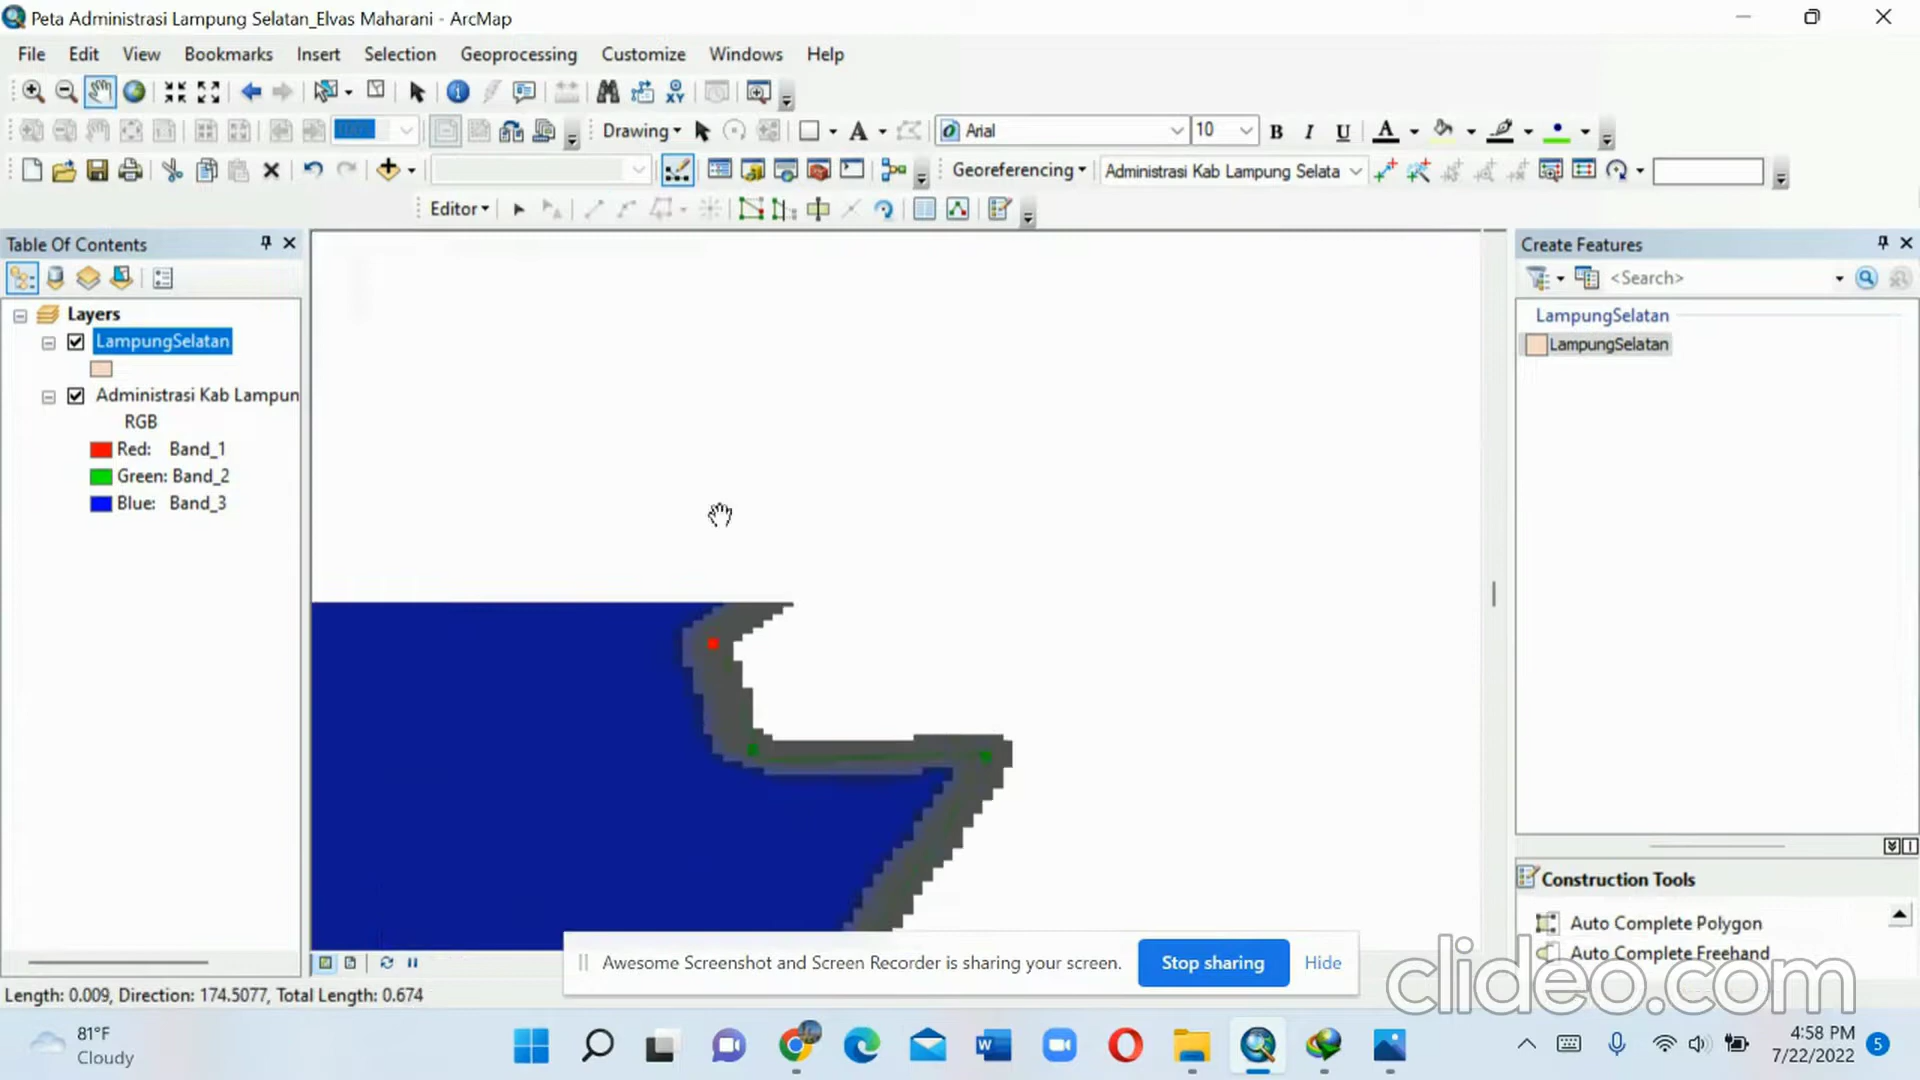 Peta Administrasi Lampung Selatan_Elvas Maharani - ArcMap
File Edit View Bookmarks Insert Selection Geoprocessing Customize Windows Help
Drawing A Arial 10 B I U A
Georeferencing Administrasi Kab Lampung Selata
Editor
Table Of Contents
Layers
LampungSelatan
Administrasi Kab Lampun
RGB
Red: Band_1
Green: Band_2
Blue: Band_3
Create Features
<Search>
LampungSelatan
LampungSelatan
Construction Tools
Auto Complete Polygon
Auto Complete Freehand
Awesome Screenshot and Screen Recorder is sharing your screen. Stop sharing Hide
clideo.com
Length: 0.009, Direction: 174.5077, Total Length: 0.674
81°F
Cloudy
4:58 PM
7/22/2022
5